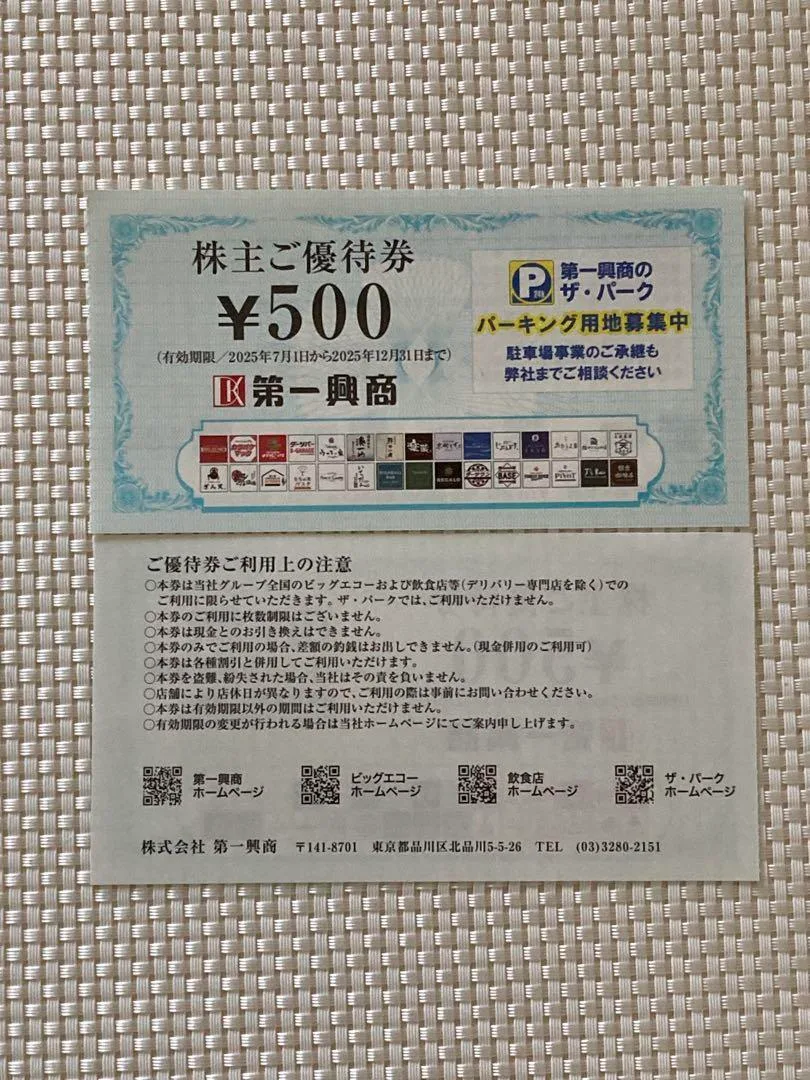 株主ご優待券
¥500
(有効期限／2025年7月1日から2025年12月31日まで)
DK 第一興商
P 24h
第一興商の
ザ・パーク
パーキング用地募集中
駐車場事業のご承継も
弊社までご相談ください
BASE
REGALO
PIVOT
ご優待券ご利用上の注意
○本券は当社グループ全国のビッグエコーおよび飲食店等(デリバリー専門店を除く)での
ご利用に限らせていただきます。ザ・パークでは、ご利用いただけません。
○本券のご利用に枚数制限はございません。
○本券は現金とのお引き換えはできません。
○本券のみでご利用の場合、差額の釣銭はお出しできません。(現金併用のご利用可)
○本券は各種割引と併用してご利用いただけます。
○本券を盗難、紛失された場合、当社はその責を負いません。
○店舗により店休日が異なりますので、ご利用の際は事前にお問い合わせください。
○本券は有効期限以外の期間はご利用いただけません。
○有効期限の変更が行われる場合は当社ホームページにてご案内申し上げます。
第一興商
ホームページ
ビッグエコー
ホームページ
飲食店
ホームページ
ザ・パーク
ホームページ
株式会社 第一興商 〒141-8701 東京都品川区北品川5-5-26 TEL (03)3280-2151